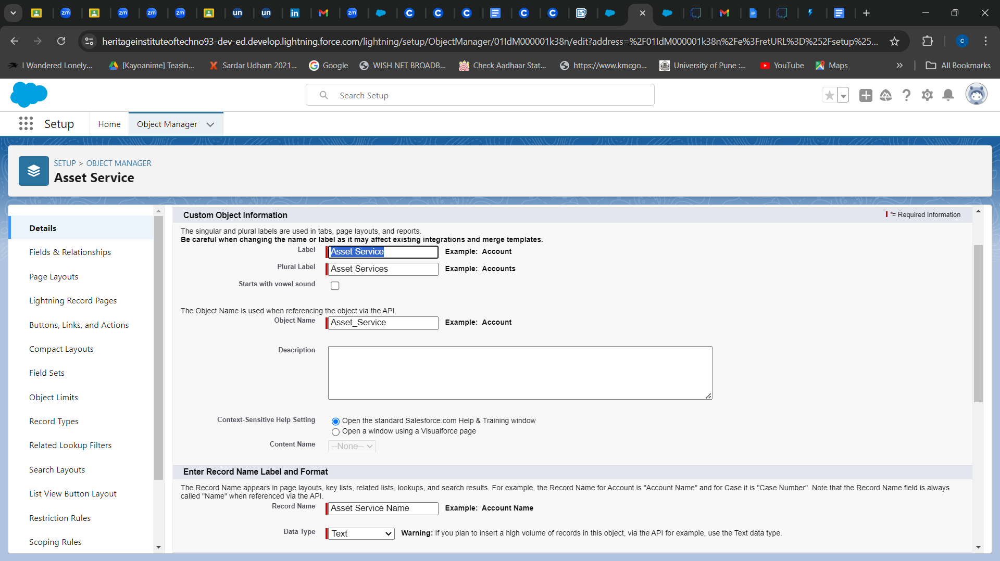 zm
zm
zm
zm
un
un
in
zm
C
C
C
C
C
heritageinstituteoftechno93-dev-ed.develop.lightning.force.com/lightning/setup/ObjectManager/01IdM000001k38n/edit?address=%2F01IdM000001k38n%2Fe%3FretURL%3D%252Fsetup%25...
C
I Wandered Lonely...
[Kayoanime] Teasin...
Sardar Udham 2021...
Google
WISH NET BROADB...
Check Aadhaar Stat...
https://www.kmcgo...
University of Pune :...
YouTube
Maps
All Bookmarks
Search Setup
Setup
Home
Object Manager
SETUP > OBJECT MANAGER
Asset Service
Details
Fields & Relationships
Page Layouts
Lightning Record Pages
Buttons, Links, and Actions
Compact Layouts
Field Sets
Object Limits
Record Types
Related Lookup Filters
Search Layouts
List View Button Layout
Restriction Rules
Scoping Rules
Custom Object Information
*= Required Information
The singular and plural labels are used in tabs, page layouts, and reports.
Be careful when changing the name or label as it may affect existing integrations and merge templates.
Label Asset Service Example: Account
Plural Label Asset Services Example: Accounts
Starts with vowel sound
The Object Name is used when referencing the object via the API.
Object Name Asset_Service Example: Account
Description
Context-Sensitive Help Setting Open the standard Salesforce.com Help & Training window
Open a window using a Visualforce page
Content Name --None--
Enter Record Name Label and Format
The Record Name appears in page layouts, key lists, related lists, lookups, and search results. For example, the Record Name for Account is "Account Name" and for Case it is "Case Number". Note that the Record Name field is always
called "Name" when referenced via the API.
Record Name Asset Service Name Example: Account Name
Data Type Text Warning: If you plan to insert a high volume of records in this object, via the API for example, use the Text data type.